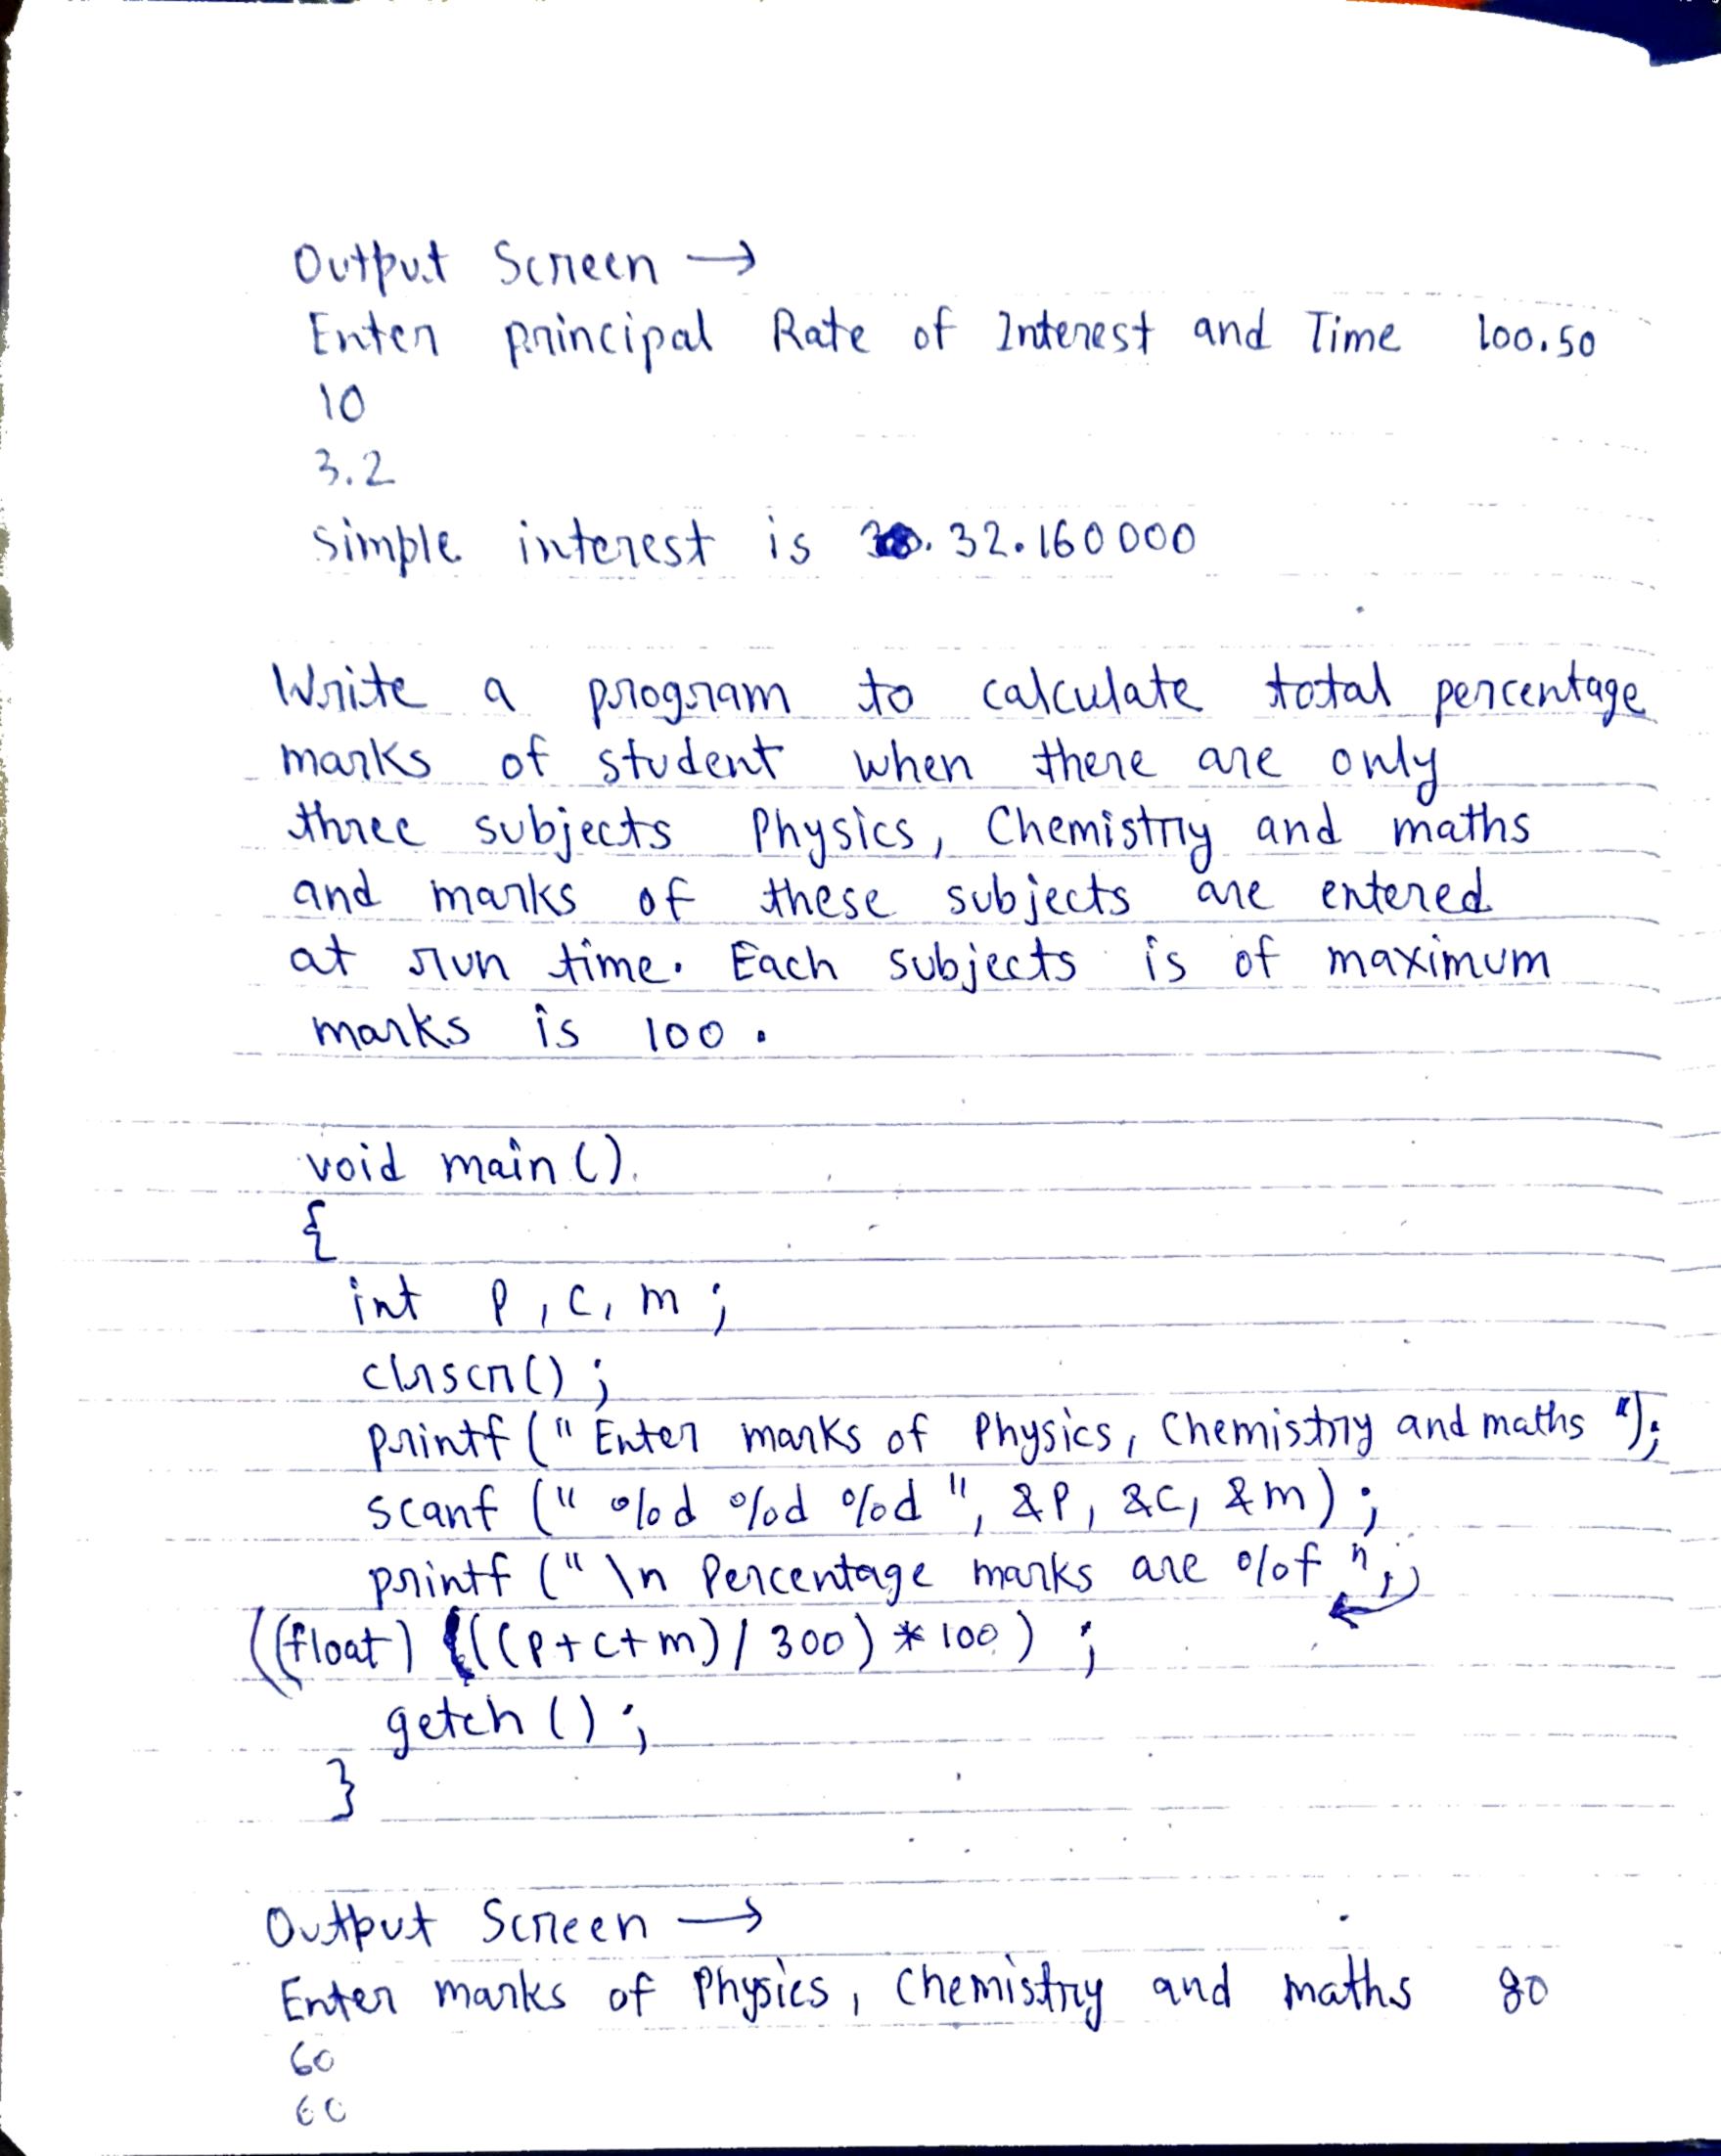 Output Screen →
Enter principal Rate of Interest and Time 100.50
10
3.2
simple interest is 32.160000
Write a program to calculate total percentage
marks of student when there are only
three subjects Physics, Chemistry and maths
and marks of these subjects are entered
at run time. Each subjects is of maximum
marks is 100.
void main()
{
int p, c, m;
clrscr();
printf ("Enter marks of Physics, Chemistry and maths ");
scanf ("%d %d %d", &p, &c, &m);
printf ("\n Percentage marks are %f ",
((float) (((p+c+m)/300)*100);
getch();
}
Output Screen →
Enter marks of Physics, Chemistry and maths 80
60
60